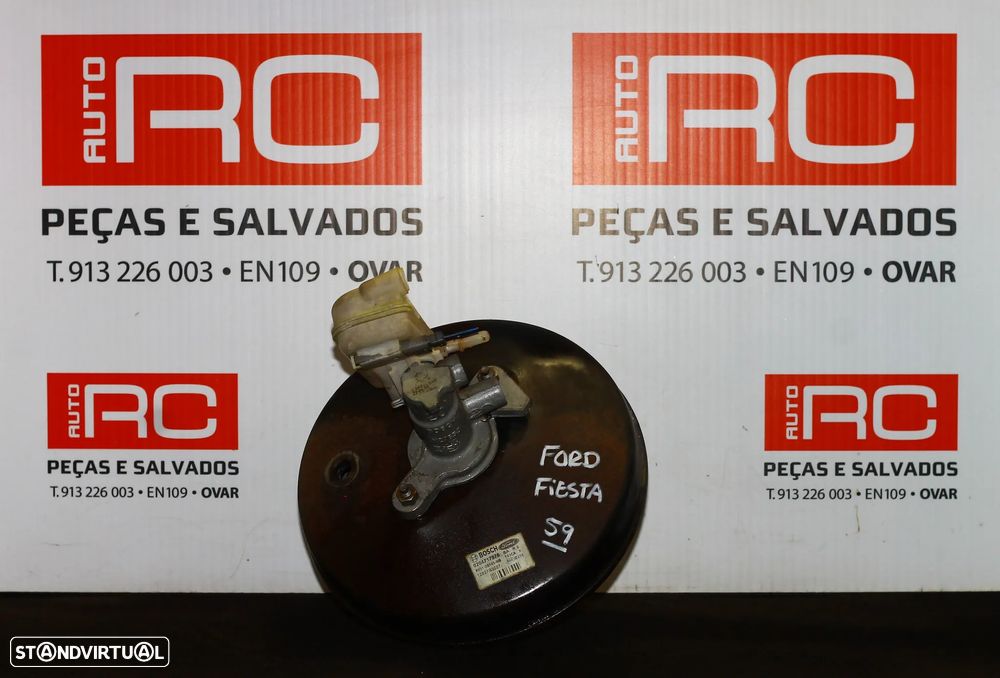 AUTO RC
PEÇAS E SALVADOS
T. 913 226 003 • EN109 • OVAR
AUTO RC
PEÇAS E SALVADOS
T. 913 226 003 • EN109 • OVAR
AUTO RC
PEÇAS E SALVADOS
T. 913 226 003 • EN109 • OVAR
AUTO RC
PEÇAS E SALVADOS
T. 913 226 003 • EN109 • OVAR
FORD
FiESTA
59
BOSCH
STANDVIRTUAL